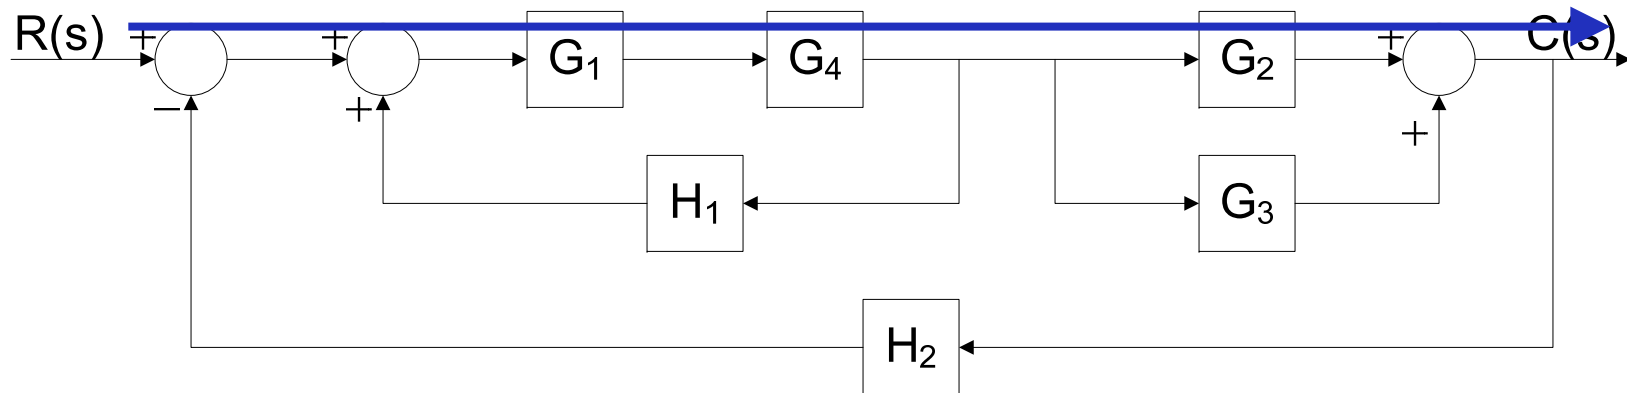 R(s) + + G₁ G₄ G₂ + C(s)
− + +
H₁ G₃
H₂